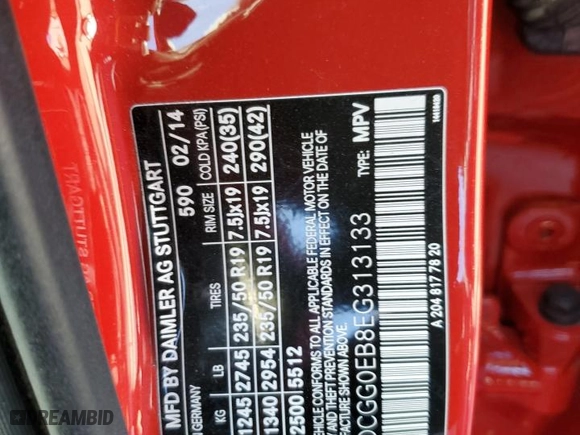 MFD BY DAIMLER AG STUTTGART
N GERMANY 590 02/14
KG LB TIRES RIM SIZE COLD KPA(PSI)
1245 2745 235/50 R19 7.5Jx19 240(35)
1340 2954 235/50 R19 7.5Jx19 290(42)
2500 5512
VEHICLE CONFORMS TO ALL APPLICABLE FEDERAL MOTOR VEHICLE
Y AND THEFT PREVENTION STANDARDS IN EFFECT ON THE DATE OF
FACTURE SHOWN ABOVE.
CGG0EB8EG313133 TYPE: MPV
A 204 817 78 20
DREAMBID